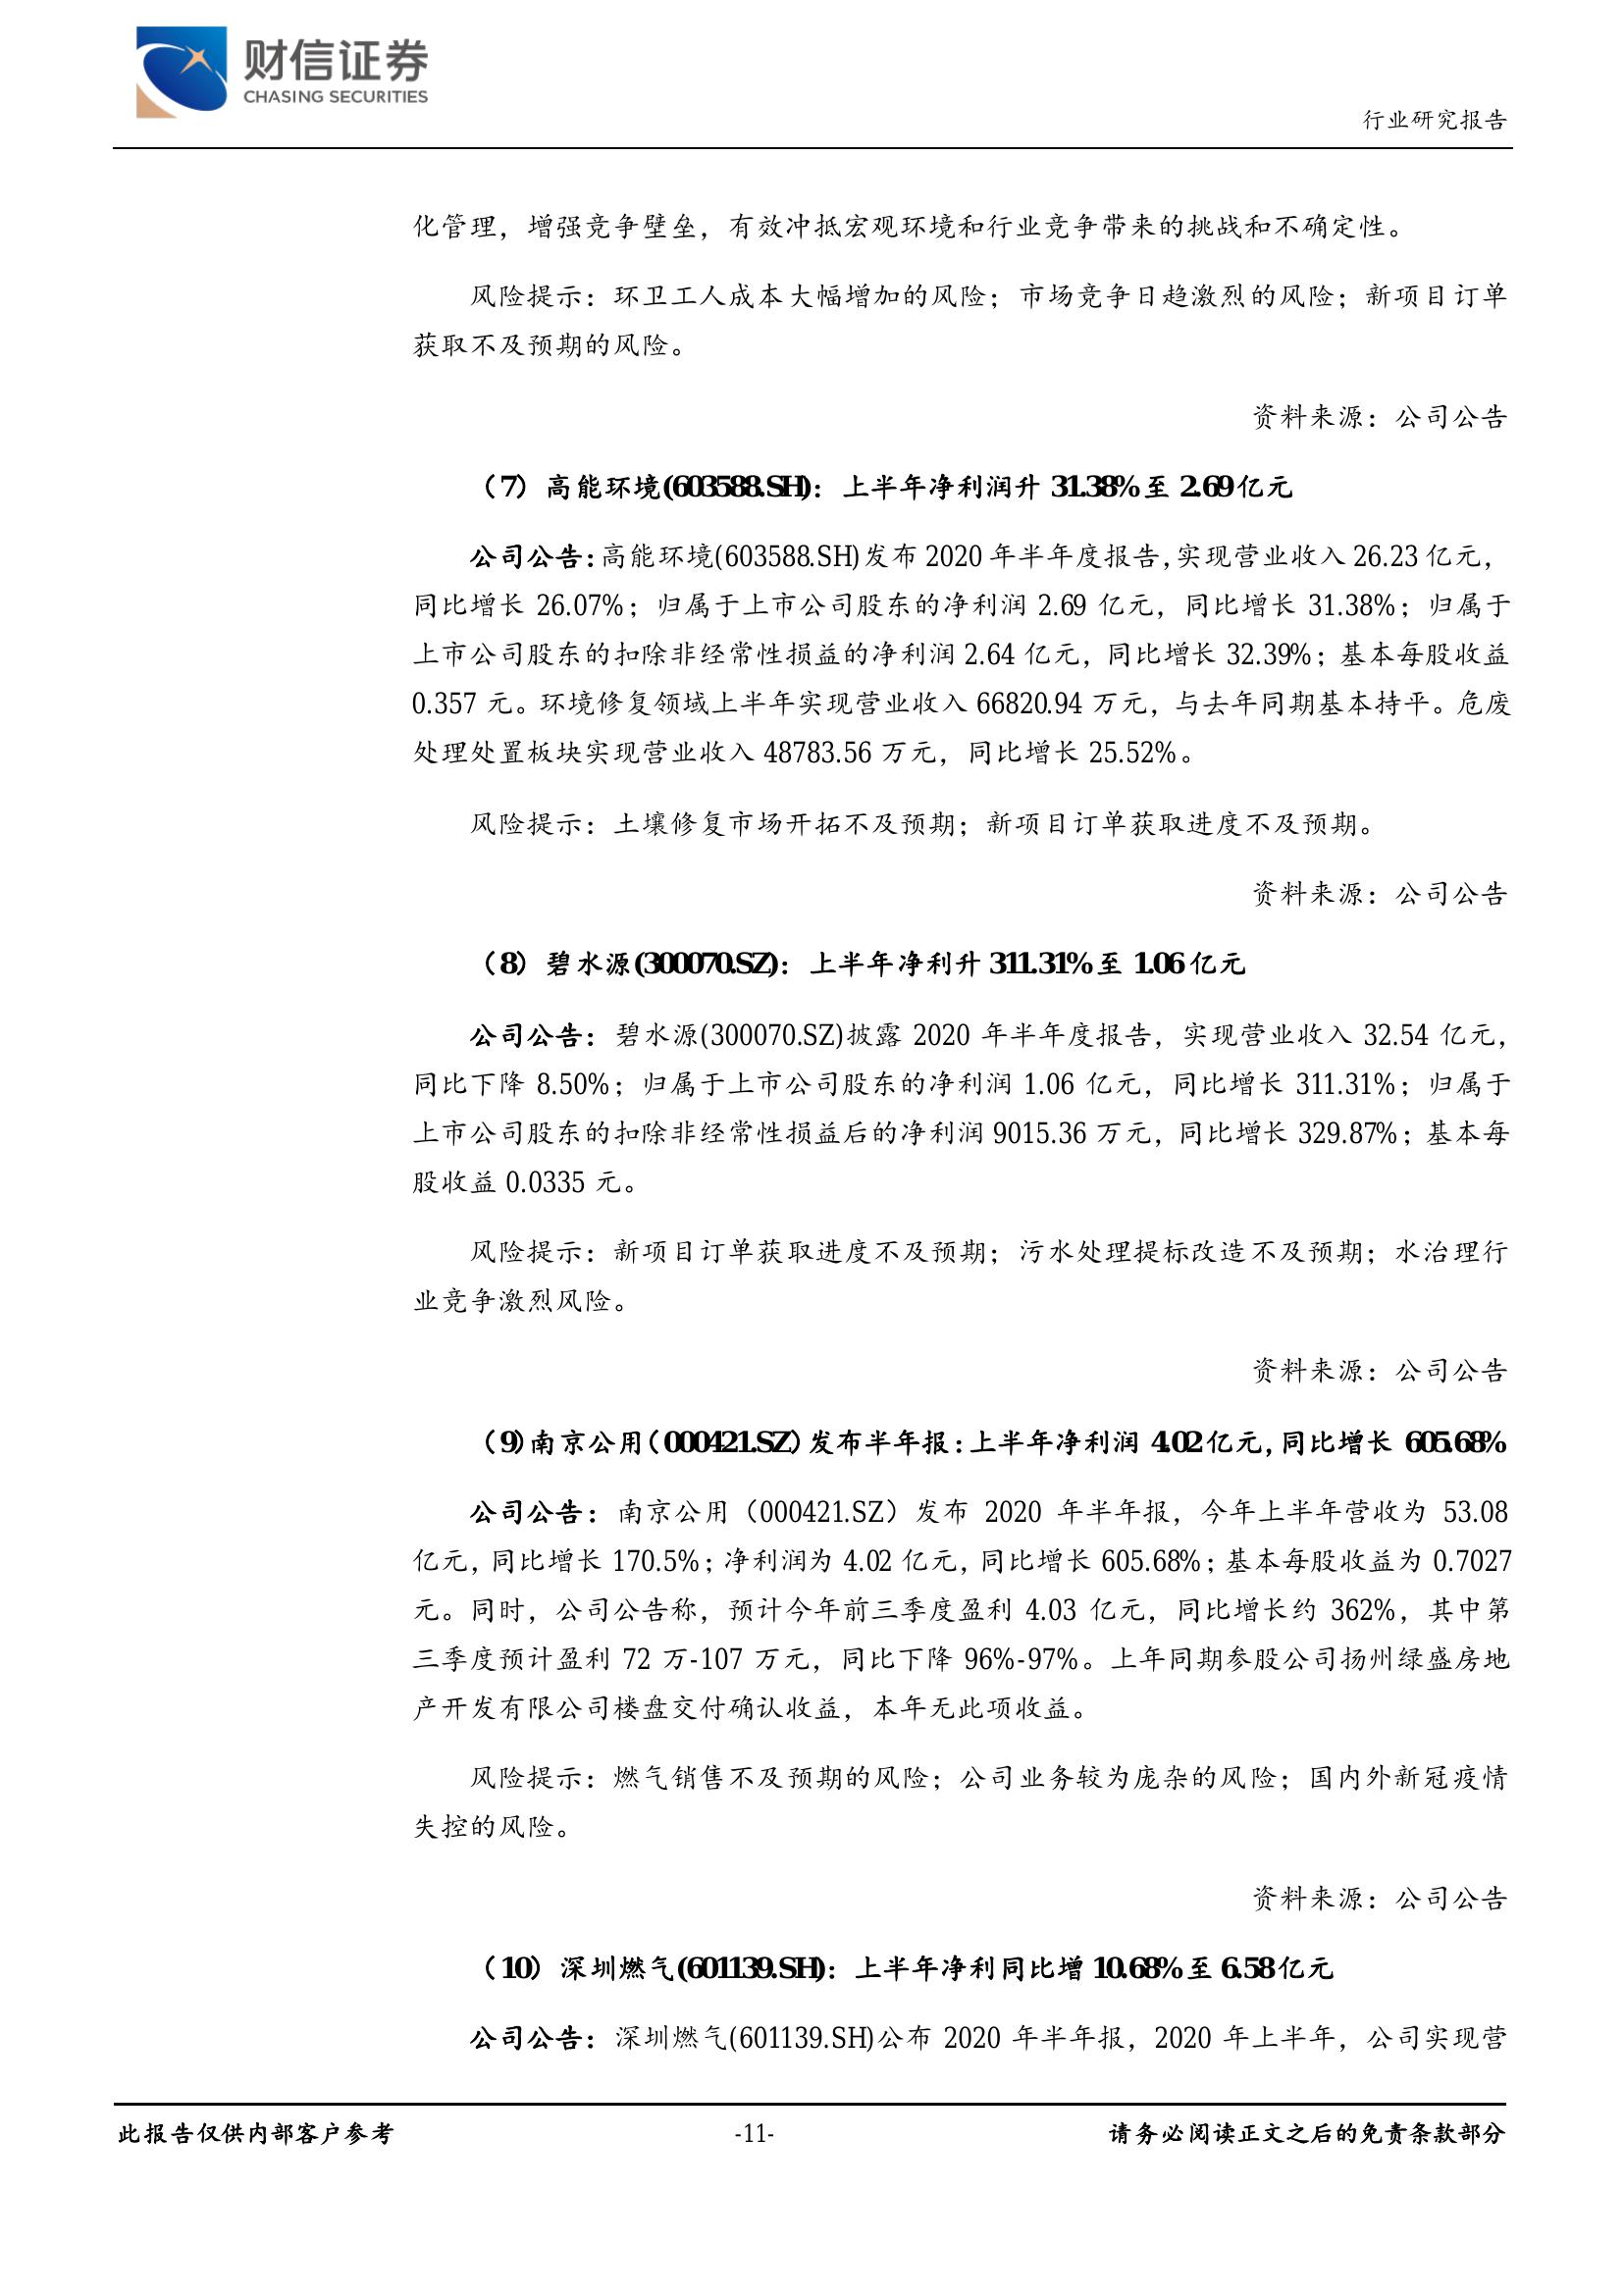 财信证券
CHASING SECURITIES
行业研究报告
化管理，增强竞争壁垒，有效冲抵宏观环境和行业竞争带来的挑战和不确定性。
风险提示：环卫工人成本大幅增加的风险；市场竞争日趋激烈的风险；新项目订单
获取不及预期的风险。
资料来源：公司公告
（7）高能环境(603588.SH)：上半年净利润升 31.38%至 2.69 亿元
公司公告：高能环境(603588.SH)发布 2020 年半年度报告，实现营业收入 26.23 亿元，
同比增长 26.07%；归属于上市公司股东的净利润 2.69 亿元，同比增长 31.38%；归属于
上市公司股东的扣除非经常性损益的净利润 2.64 亿元，同比增长 32.39%；基本每股收益
0.357 元。环境修复领域上半年实现营业收入 66820.94 万元，与去年同期基本持平。危废
处理处置板块实现营业收入 48783.56 万元，同比增长 25.52%。
风险提示：土壤修复市场开拓不及预期；新项目订单获取进度不及预期。
资料来源：公司公告
（8）碧水源(300070.SZ)：上半年净利升 311.31%至 1.06 亿元
公司公告：碧水源(300070.SZ)披露 2020 年半年度报告，实现营业收入 32.54 亿元，
同比下降 8.50%；归属于上市公司股东的净利润 1.06 亿元，同比增长 311.31%；归属于
上市公司股东的扣除非经常性损益后的净利润 9015.36 万元，同比增长 329.87%；基本每
股收益 0.0335 元。
风险提示：新项目订单获取进度不及预期；污水处理提标改造不及预期；水治理行
业竞争激烈风险。
资料来源：公司公告
（9）南京公用（000421.SZ）发布半年报：上半年净利润 4.02 亿元，同比增长 605.68%
公司公告：南京公用（000421.SZ）发布 2020 年半年报，今年上半年营收为 53.08
亿元，同比增长 170.5%；净利润为 4.02 亿元，同比增长 605.68%；基本每股收益为 0.7027
元。同时，公司公告称，预计今年前三季度盈利 4.03 亿元，同比增长约 362%，其中第
三季度预计盈利 72 万-107 万元，同比下降 96%-97%。上年同期参股公司扬州绿盛房地
产开发有限公司楼盘交付确认收益，本年无此项收益。
风险提示：燃气销售不及预期的风险；公司业务较为庞杂的风险；国内外新冠疫情
失控的风险。
资料来源：公司公告
（10）深圳燃气(601139.SH)：上半年净利同比增 10.68%至 6.58 亿元
公司公告：深圳燃气(601139.SH)公布 2020 年半年报，2020 年上半年，公司实现营
此报告仅供内部客户参考
-11-
请务必阅读正文之后的免责条款部分